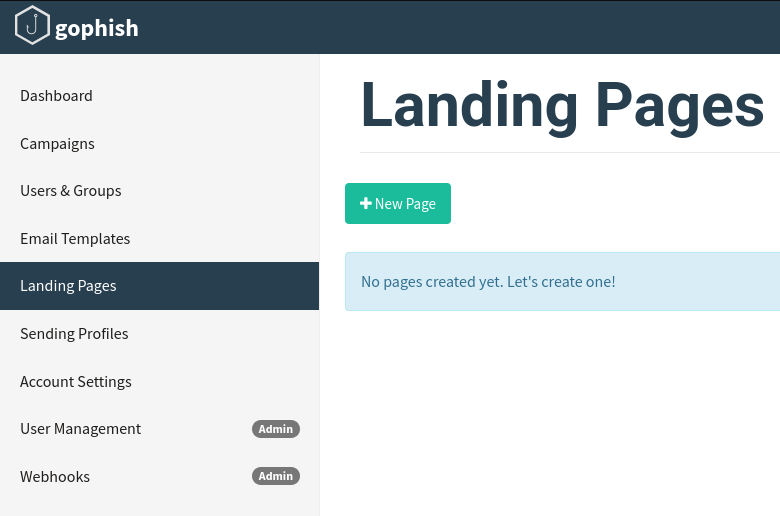 gophish
Dashboard
Campaigns
Users & Groups
Email Templates
Landing Pages
Sending Profiles
Account Settings
User Management Admin
Webhooks Admin
Landing Pages
New Page
No pages created yet. Let's create one!